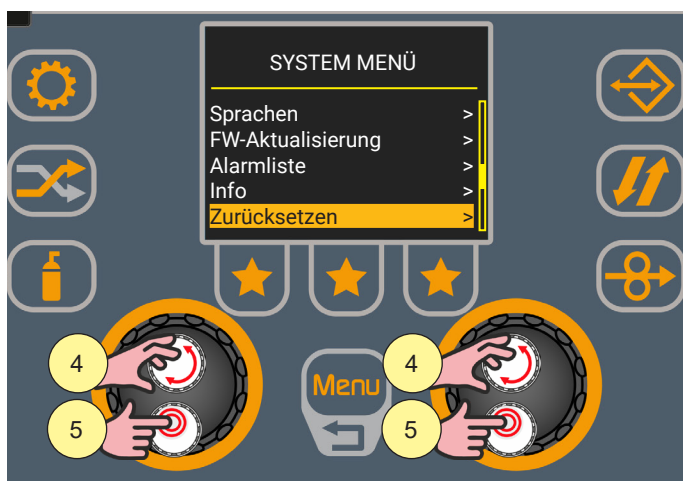 SYSTEM MENÜ
Sprachen >
FW-Aktualisierung >
Alarmliste >
Info >
Zurücksetzen >
4
4
Menu
5
5